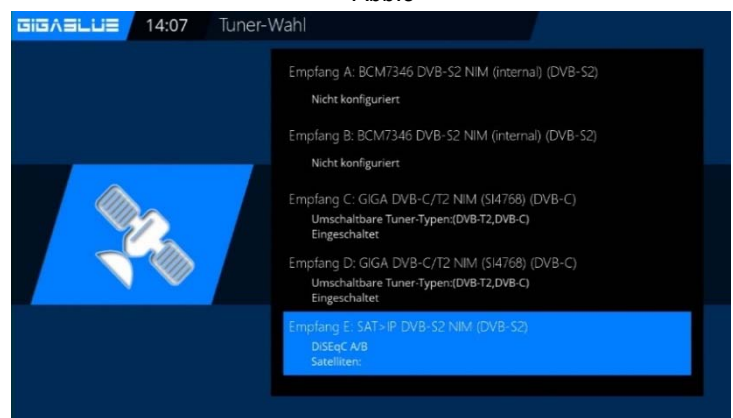 GIGABLUE 14:07 Tuner-Wahl
Empfang A: BCM7346 DVB-S2 NIM (internal) (DVB-S2)
Nicht konfiguriert
Empfang B: BCM7346 DVB-S2 NIM (internal) (DVB-S2)
Nicht konfiguriert
Empfang C: GIGA DVB-C/T2 NIM (SI4768) (DVB-C)
Umschaltbare Tuner-Typen:(DVB-T2,DVB-C)
Eingeschaltet
Empfang D: GIGA DVB-C/T2 NIM (SI4768) (DVB-C)
Umschaltbare Tuner-Typen:(DVB-T2,DVB-C)
Eingeschaltet
Empfang E: SAT>IP DVB-S2 NIM (DVB-S2)
DiSEqC A/B
Satelliten: